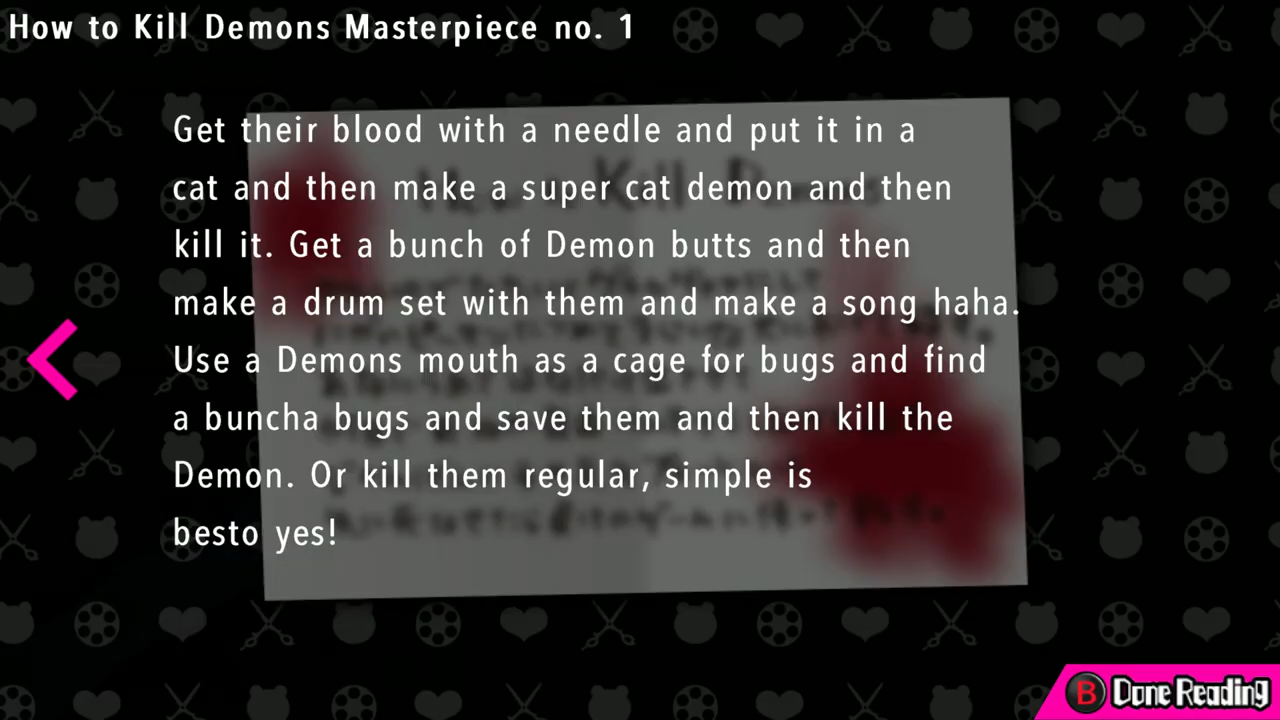 How to Kill Demons Masterpiece no. 1
Get their blood with a needle and put it in a
cat and then make a super cat demon and then
kill it. Get a bunch of Demon butts and then
make a drum set with them and make a song haha.
Use a Demons mouth as a cage for bugs and find
a buncha bugs and save them and then kill the
Demon. Or kill them regular, simple is
besto yes!
B Done Reading